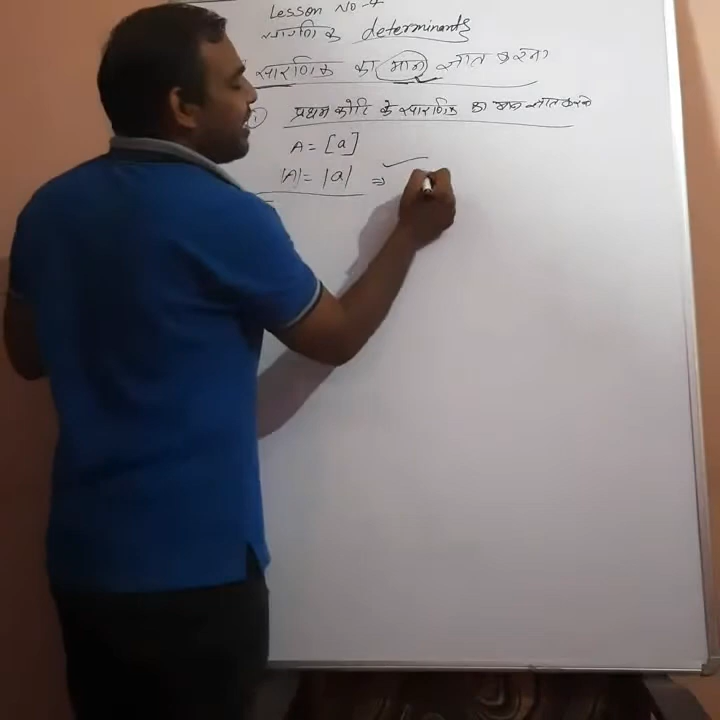 Lesson NO-4
सारणिक determinants
सारणिक का मान ज्ञात करना
1 प्रथम कोटि के सारणिक का मान ज्ञात करना
A = [a]
|A| = |a| ⇒